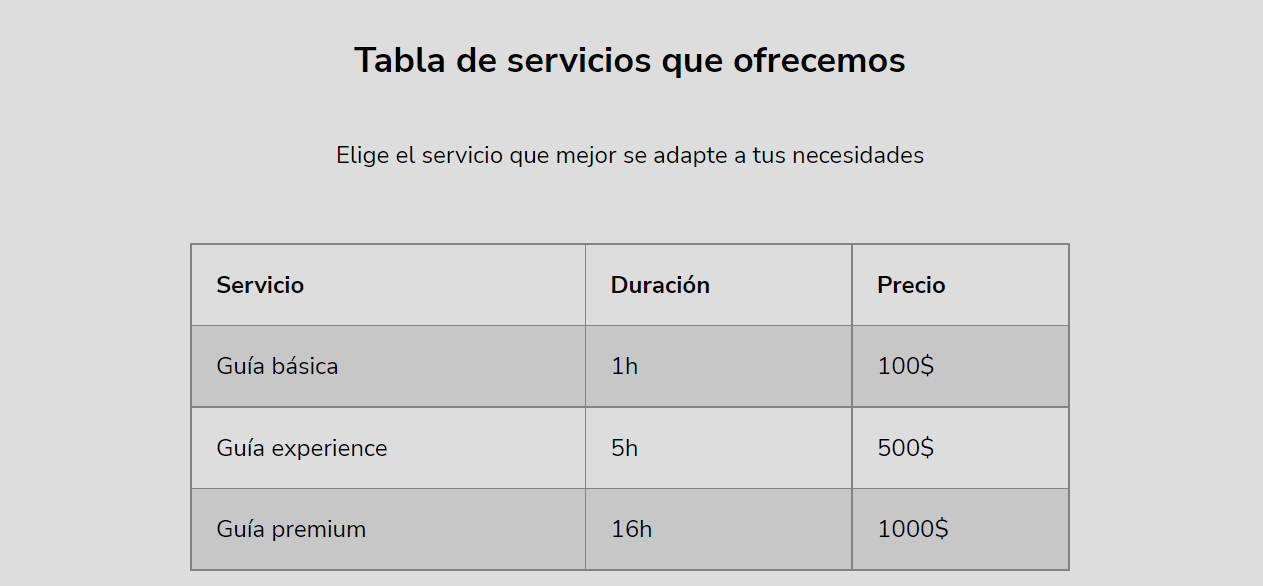 Tabla de servicios que ofrecemos
Elige el servicio que mejor se adapte a tus necesidades
Servicio Duración Precio
Guía básica 1h 100$
Guía experience 5h 500$
Guía premium 16h 1000$